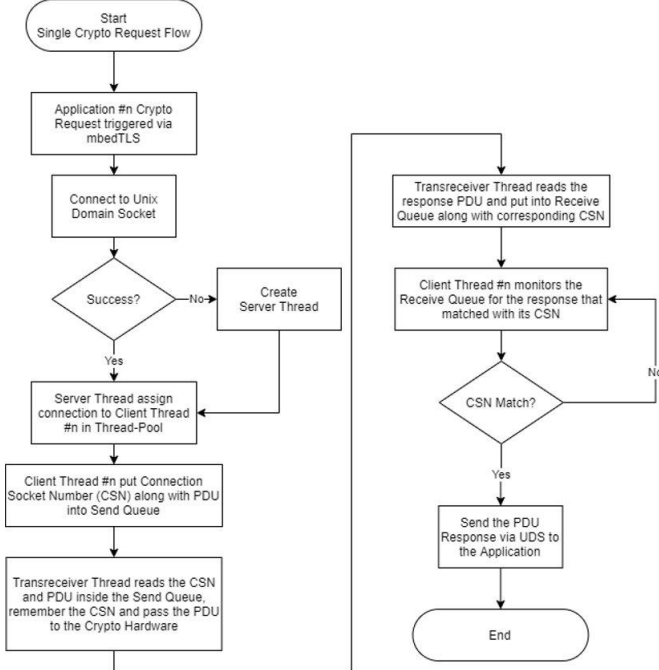 Start
Single Crypto Request Flow
Application #n Crypto
Request triggered via
mbedTLS
Connect to Unix
Domain Socket
Success?
No
Create
Server Thread
Yes
Server Thread assign
connection to Client Thread
#n in Thread-Pool
Client Thread #n put Connection
Socket Number (CSN) along with PDU
into Send Queue
Transreceiver Thread reads the CSN
and PDU inside the Send Queue,
remember the CSN and pass the PDU
to the Crypto Hardware
Transreceiver Thread reads the
response PDU and put into Receive
Queue along with corresponding CSN
Client Thread #n monitors the
Receive Queue for the response that
matched with its CSN
CSN Match?
No
Yes
Send the PDU
Response via UDS to
the Application
End